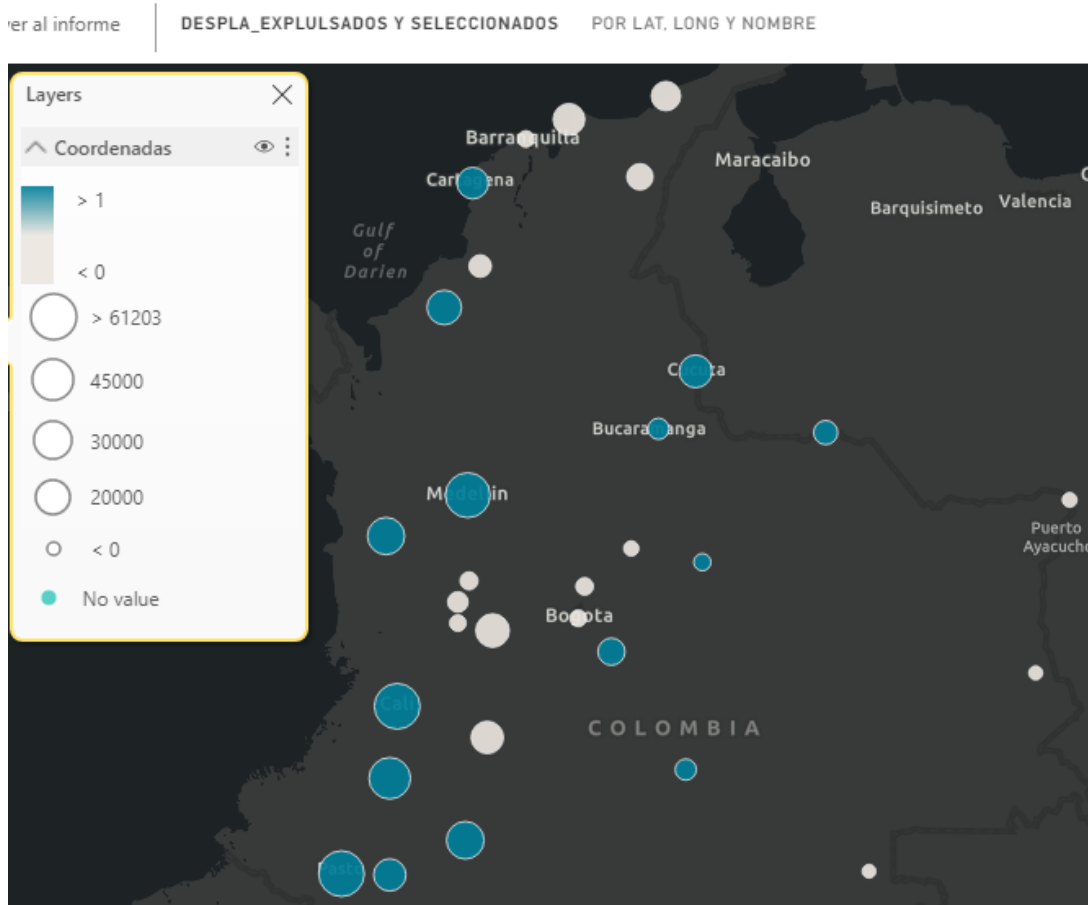 er al informe
DESPLA_EXPLULSADOS Y SELECCIONADOS
POR LAT, LONG Y NOMBRE
Layers
Coordenadas
> 1
< 0
> 61203
45000
30000
20000
< 0
No value
Barranquilla
Cartagena
Maracaibo
Barquisimeto
Valencia
Gulf
of
Darien
Cucuta
Bucaramanga
Medellin
Puerto
Ayacucho
Bogota
Cali
COLOMBIA
Pasto